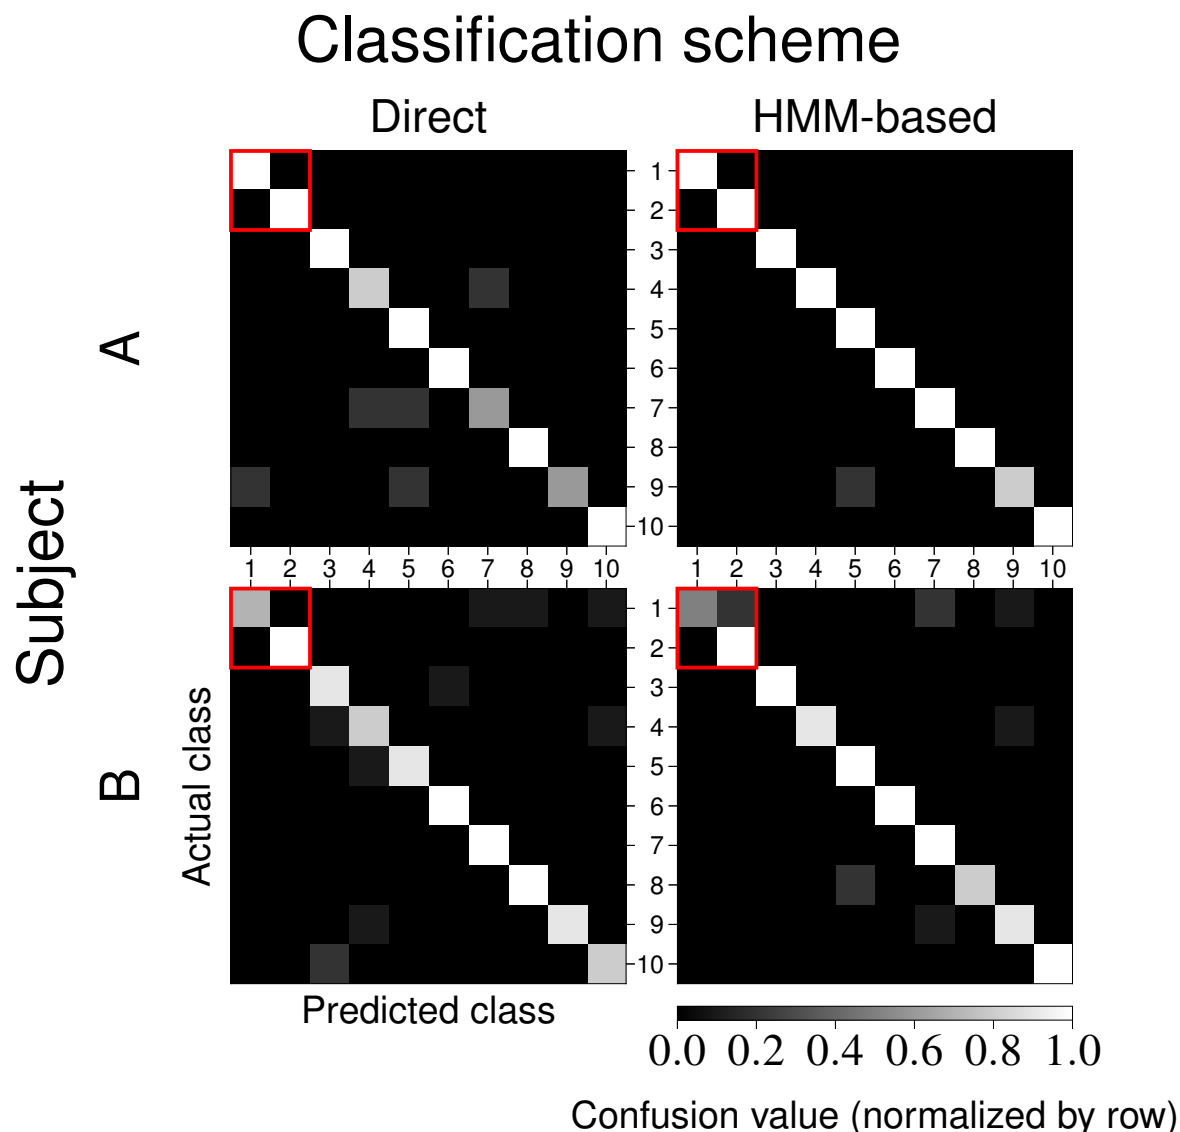 Classification scheme
Direct HMM-based
Subject
A
1
2
3
4
5
6
7
8
9
10
1 2 3 4 5 6 7 8 9 10 1 2 3 4 5 6 7 8 9 10
B
Actual class
1
2
3
4
5
6
7
8
9
10
Predicted class
0.0 0.2 0.4 0.6 0.8 1.0
Confusion value (normalized by row)